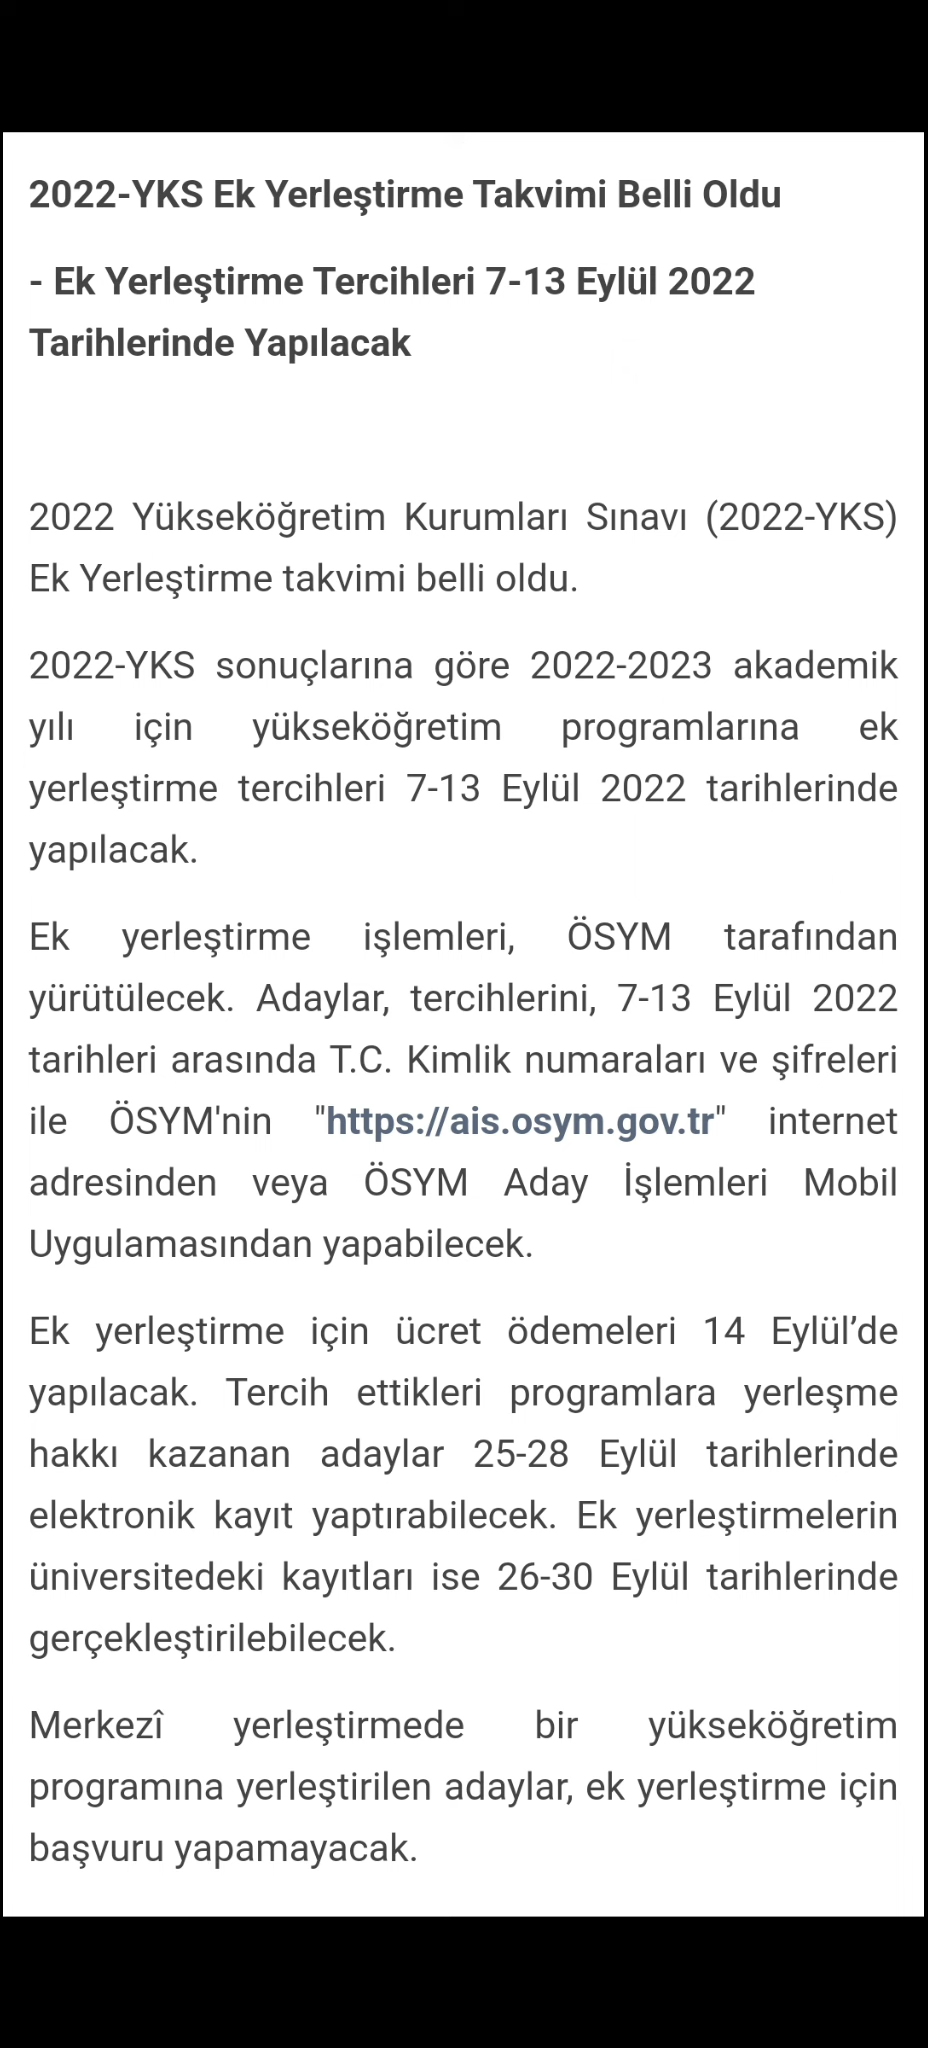 2022-YKS Ek Yerleştirme Takvimi Belli Oldu
- Ek Yerleştirme Tercihleri 7-13 Eylül 2022
Tarihlerinde Yapılacak
2022 Yükseköğretim Kurumları Sınavı (2022-YKS)
Ek Yerleştirme takvimi belli oldu.
2022-YKS sonuçlarına göre 2022-2023 akademik
yılı için yükseköğretim programlarına ek
yerleştirme tercihleri 7-13 Eylül 2022 tarihlerinde
yapılacak.
Ek yerleştirme işlemleri, ÖSYM tarafından
yürütülecek. Adaylar, tercihlerini, 7-13 Eylül 2022
tarihleri arasında T.C. Kimlik numaraları ve şifreleri
ile ÖSYM'nin "https://ais.osym.gov.tr" internet
adresinden veya ÖSYM Aday İşlemleri Mobil
Uygulamasından yapabilecek.
Ek yerleştirme için ücret ödemeleri 14 Eylül’de
yapılacak. Tercih ettikleri programlara yerleşme
hakkı kazanan adaylar 25-28 Eylül tarihlerinde
elektronik kayıt yaptırabilecek. Ek yerleştirmelerin
üniversitedeki kayıtları ise 26-30 Eylül tarihlerinde
gerçekleştirilebilecek.
Merkezî yerleştirmede bir yükseköğretim
programına yerleştirilen adaylar, ek yerleştirme için
başvuru yapamayacak.